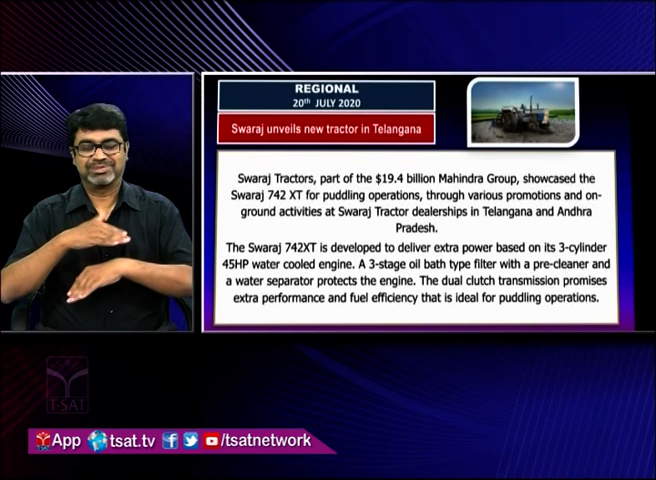 REGIONAL
20th JULY 2020
Swaraj unveils new tractor in Telangana
Swaraj Tractors, part of the $19.4 billion Mahindra Group, showcased the
Swaraj 742 XT for puddling operations, through various promotions and on-
ground activities at Swaraj Tractor dealerships in Telangana and Andhra
Pradesh.
The Swaraj 742XT is developed to deliver extra power based on its 3-cylinder
45HP water cooled engine. A 3-stage oil bath type filter with a pre-cleaner and
a water separator protects the engine. The dual clutch transmission promises
extra performance and fuel efficiency that is ideal for puddling operations.
T-SAT
App tsat.tv /tsatnetwork